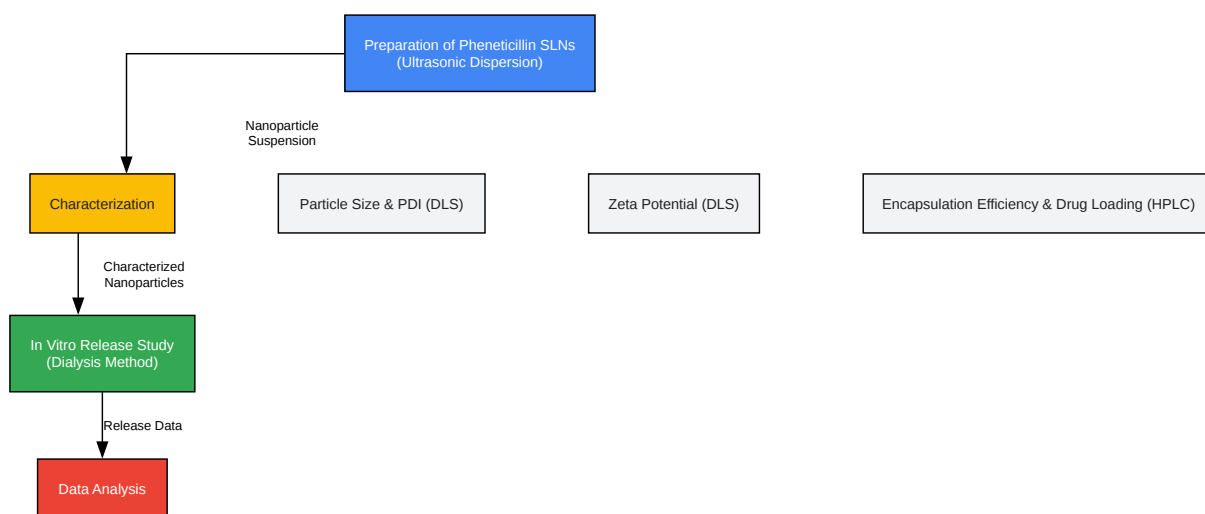 Preparation of Pheneticillin SLNs
(Ultrasonic Dispersion)
Nanoparticle
Suspension
Characterization
Particle Size & PDI (DLS)
Zeta Potential (DLS)
Encapsulation Efficiency & Drug Loading (HPLC)
Characterized
Nanoparticles
In Vitro Release Study
(Dialysis Method)
Release Data
Data Analysis